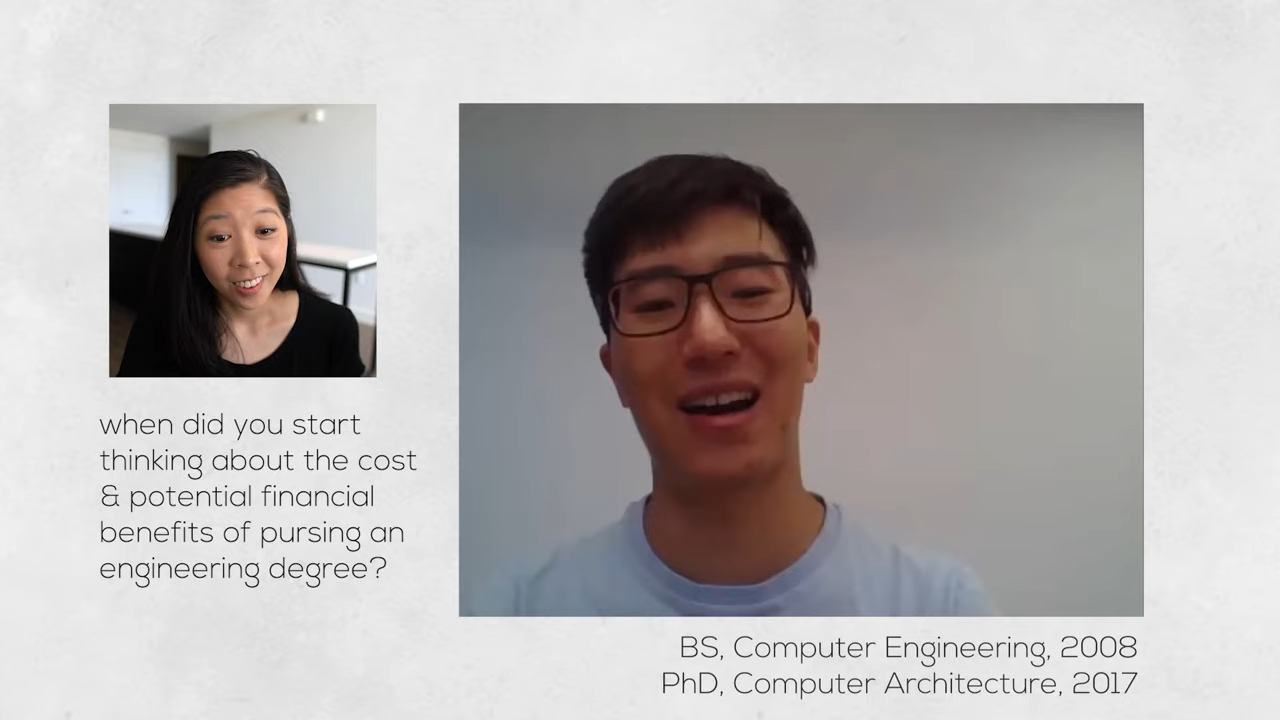 when did you start
thinking about the cost
& potential financial
benefits of pursing an
engineering degree?
BS, Computer Engineering, 2008
PhD, Computer Architecture, 2017